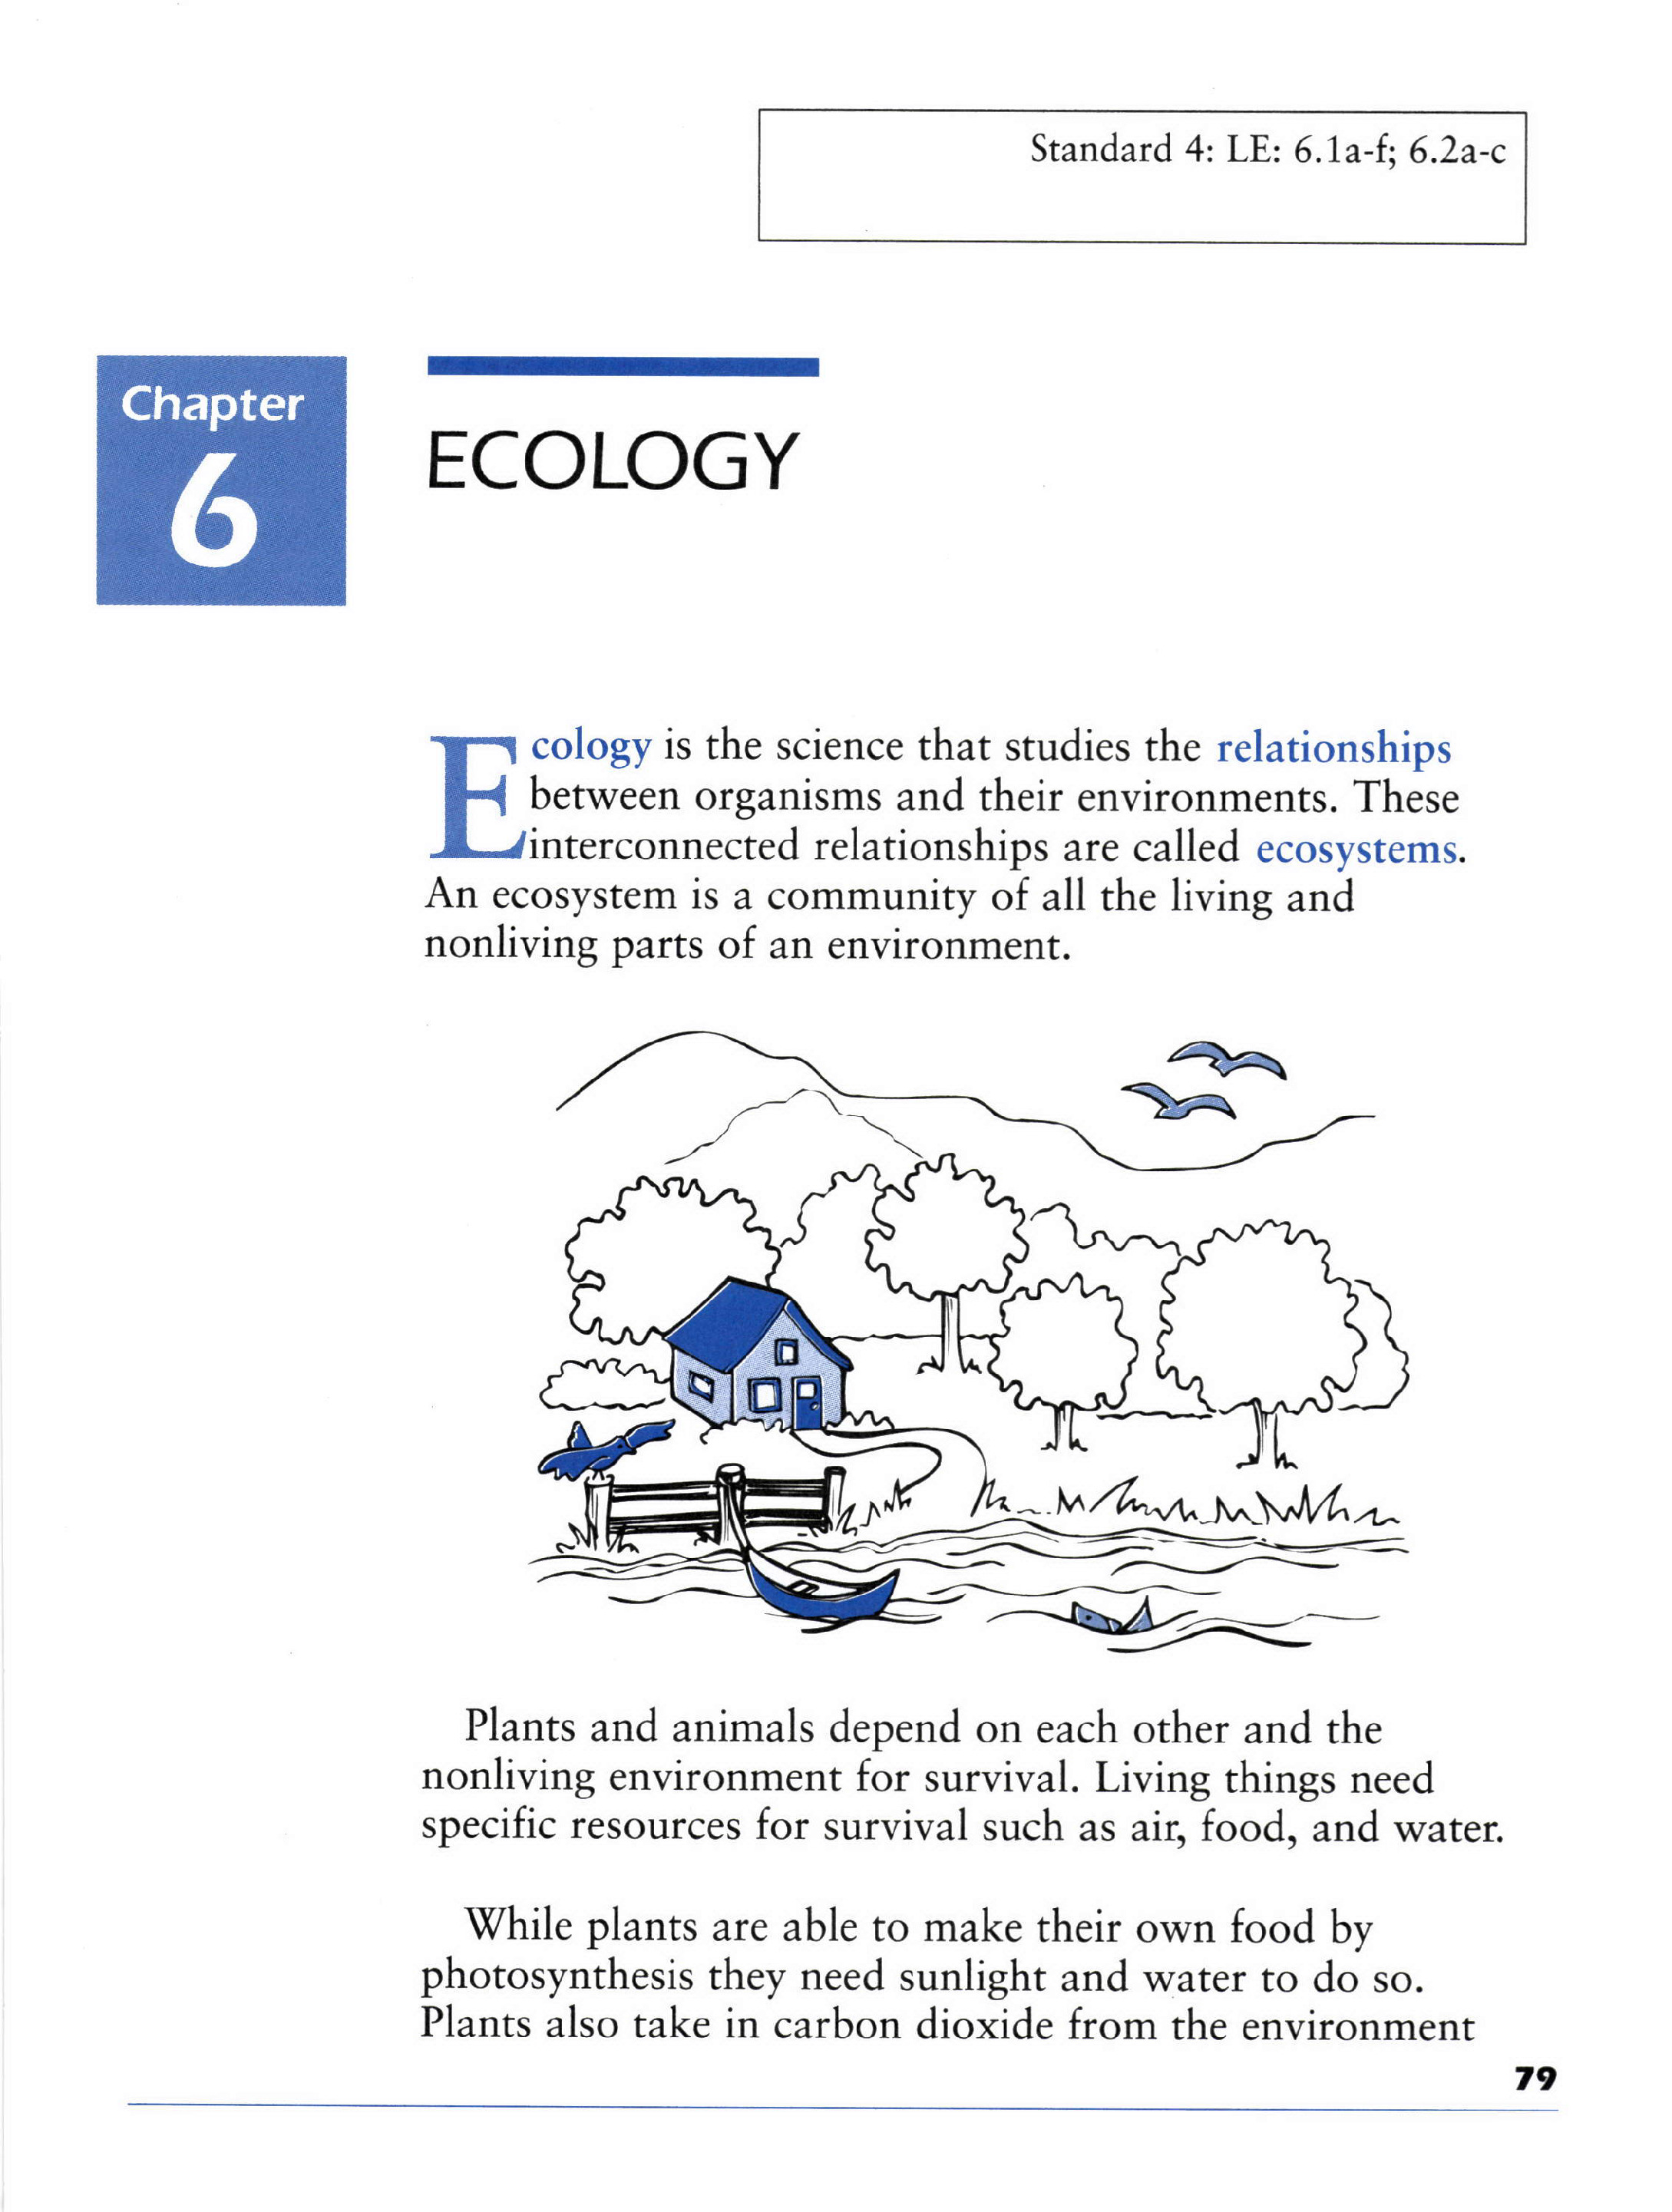 Standard 4: LE: 6.1a-f; 6.2a-c
Chapter
6
ECOLOGY
Ecology is the science that studies the relationships
between organisms and their environments. These
interconnected relationships are called ecosystems.
An ecosystem is a community of all the living and
nonliving parts of an environment.
Plants and animals depend on each other and the
nonliving environment for survival. Living things need
specific resources for survival such as air, food, and water.
While plants are able to make their own food by
photosynthesis they need sunlight and water to do so.
Plants also take in carbon dioxide from the environment
79